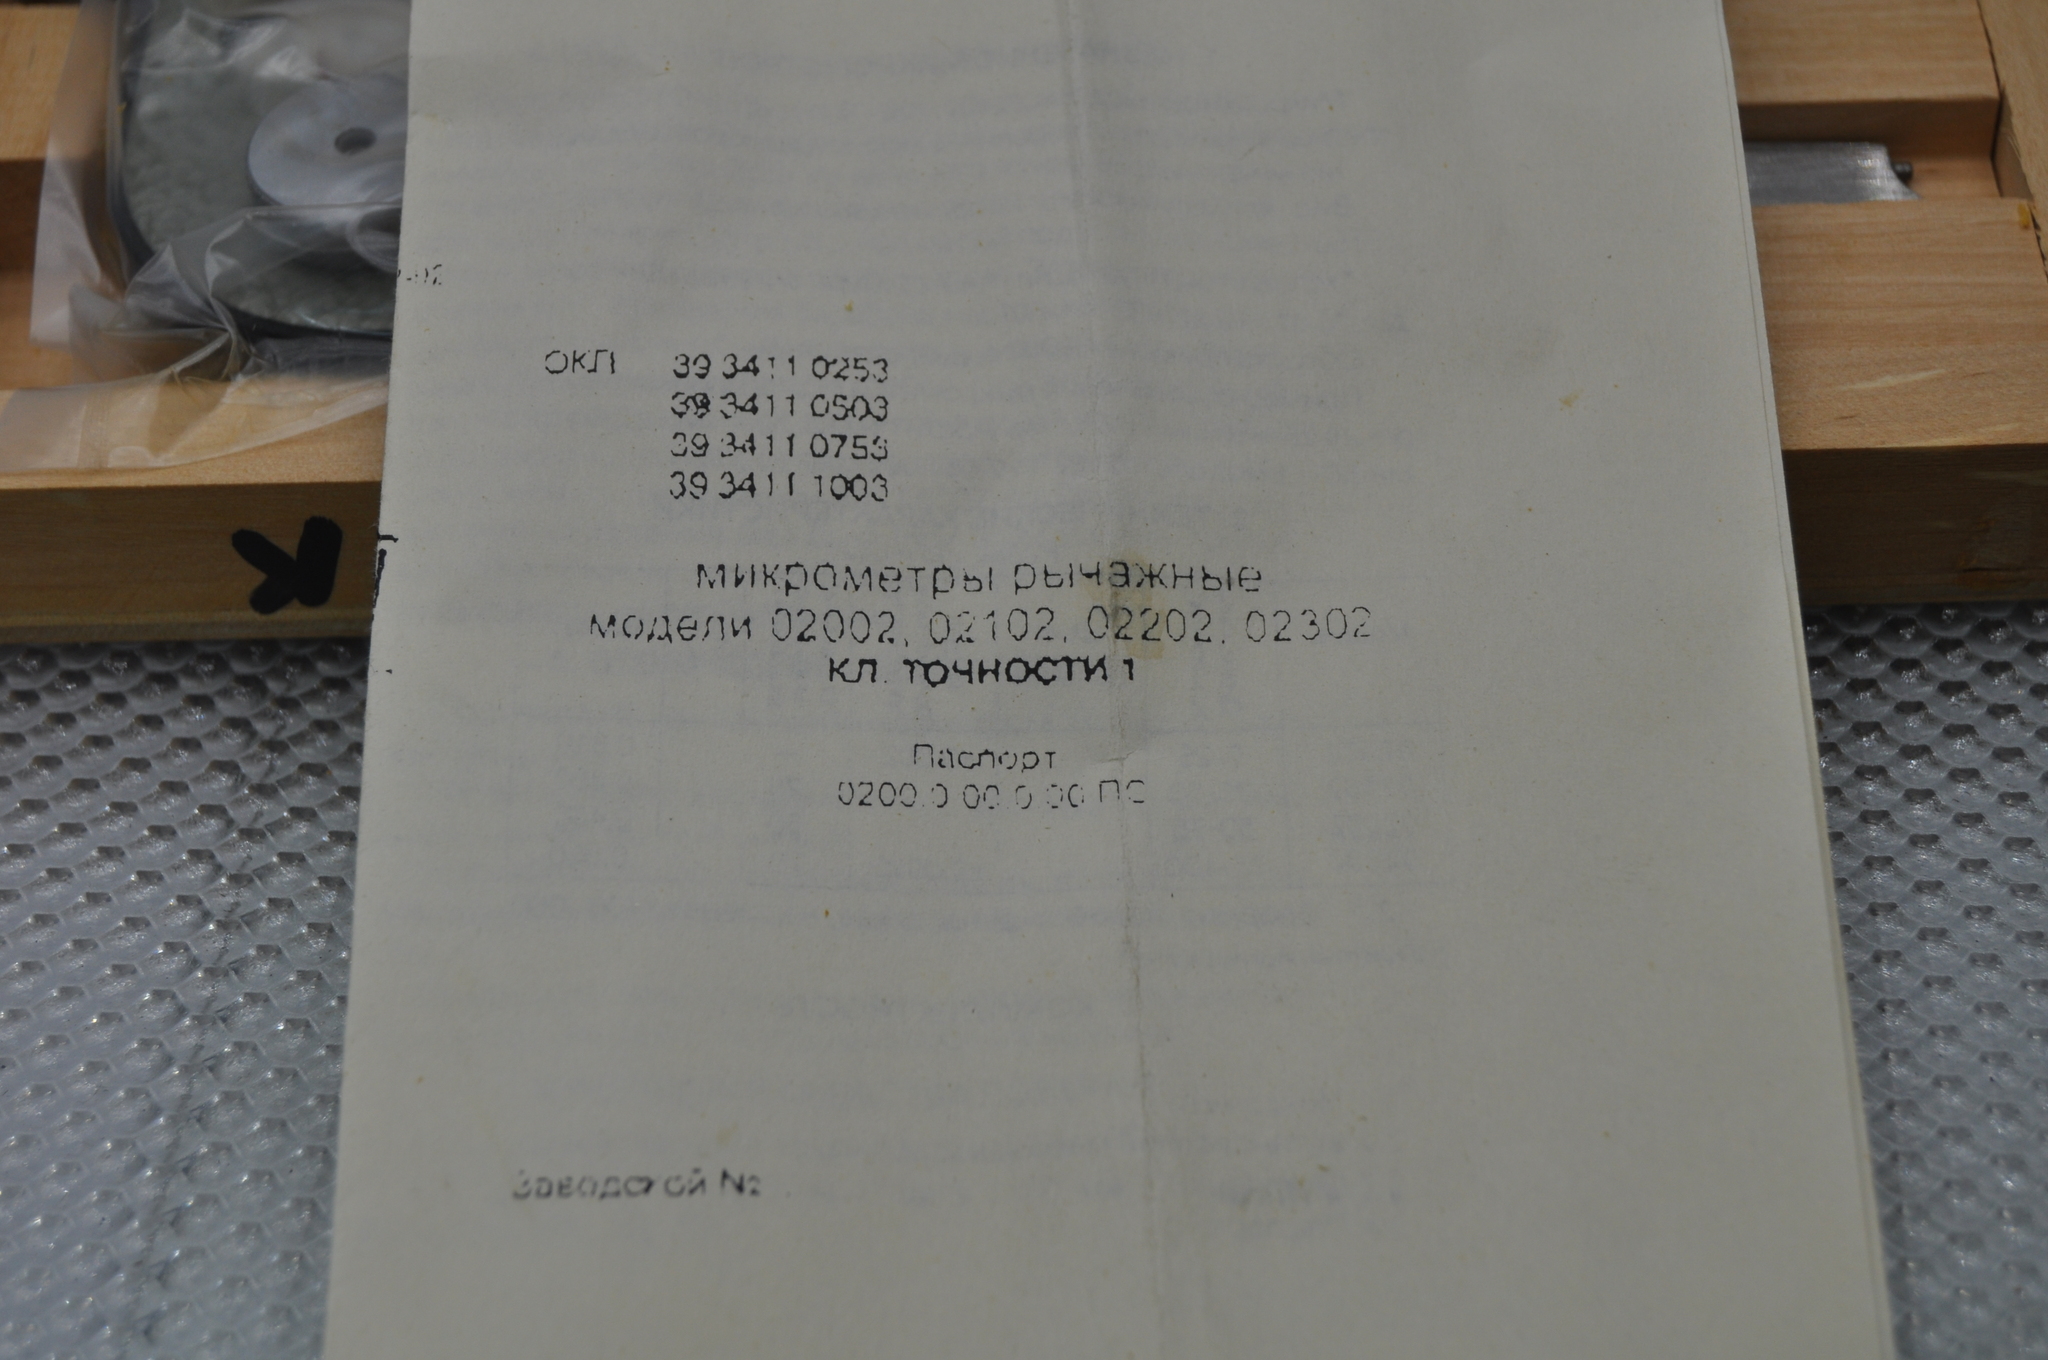 -02
ОКП 39 3411 0253
39 3411 0503
39 3411 0753
39 3411 1003
микрометры рычажные
модели 02002, 02102, 02202, 02302
кл. точности 1
Паспорт
0200.0 00 0 00 ПС
Заводской №